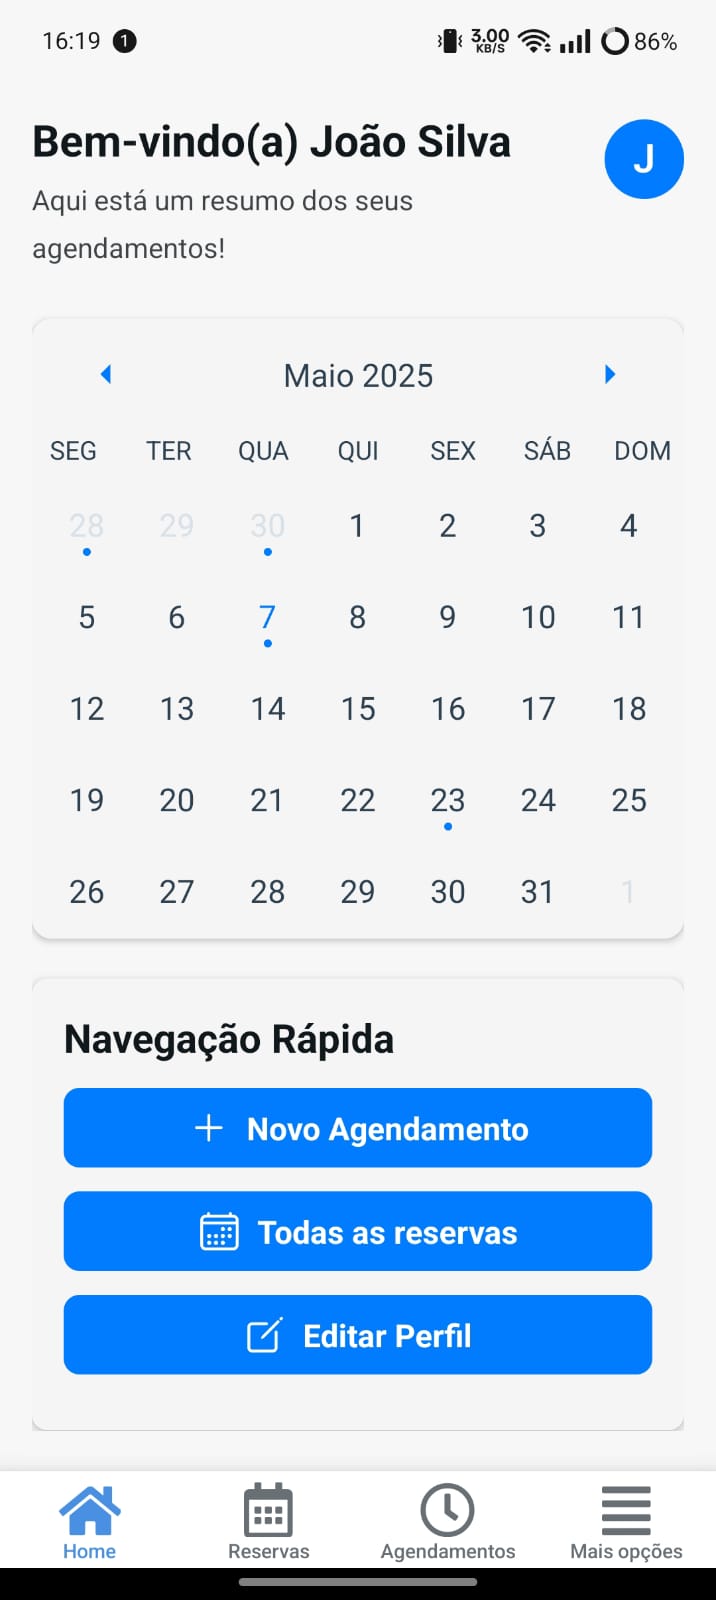 16:19 1 3.00 KB/S 86%
Bem-vindo(a) João Silva
J
Aqui está um resumo dos seus
agendamentos!
Maio 2025
SEG TER QUA QUI SEX SÁB DOM
28 29 30 1 2 3 4
5 6 7 8 9 10 11
12 13 14 15 16 17 18
19 20 21 22 23 24 25
26 27 28 29 30 31 1
Navegação Rápida
Novo Agendamento
Todas as reservas
Editar Perfil
Home Reservas Agendamentos Mais opções